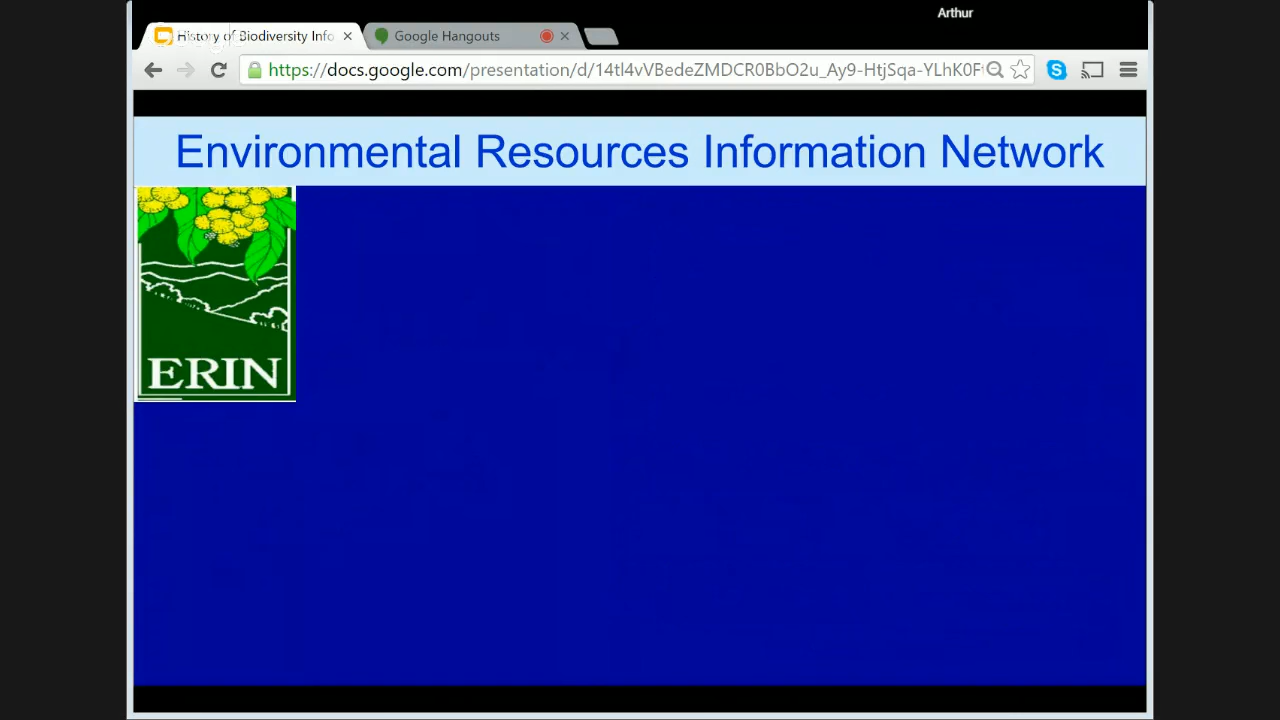 Arthur
History of Biodiversity Info
Google Hangouts
https://docs.google.com/presentation/d/14tl4vVBedeZMDCR0BbO2u_Ay9-HtjSqa-YLhK0F
Environmental Resources Information Network
ERIN